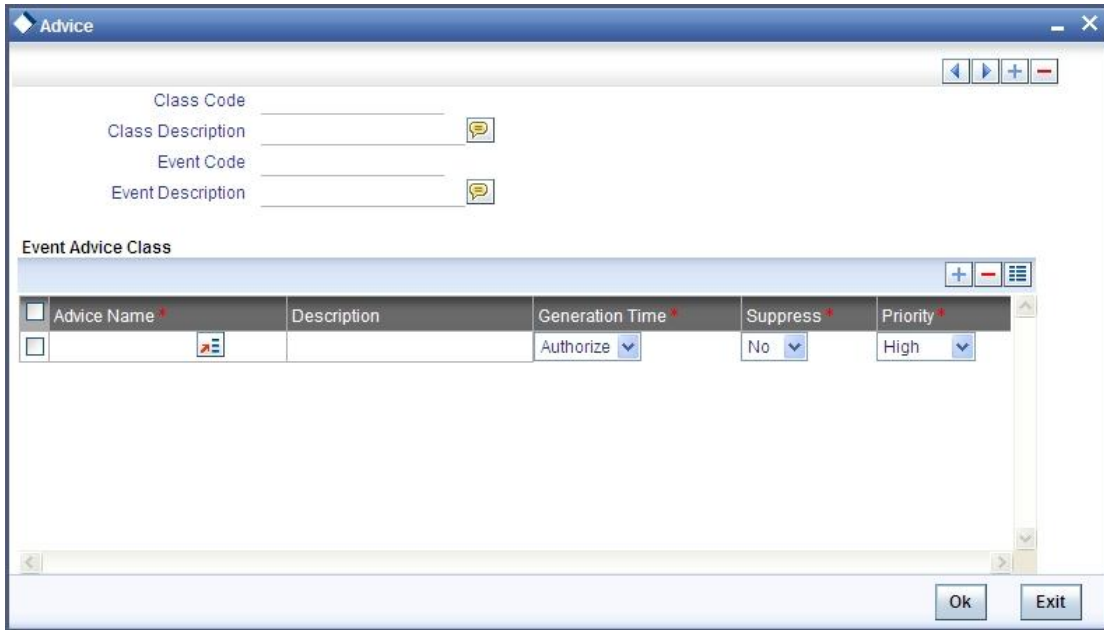 Advice
Class Code
Class Description
Event Code
Event Description
Event Advice Class
Advice Name * Description Generation Time * Suppress * Priority *
Authorize No High
Ok Exit